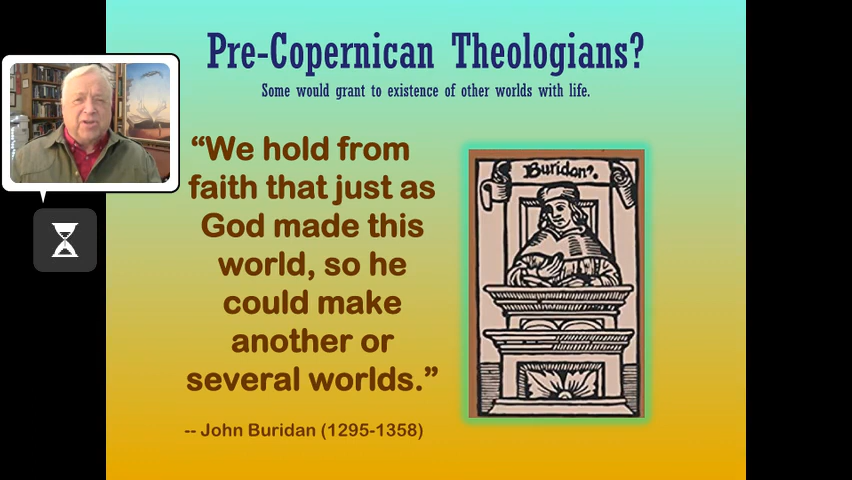 Pre-Copernican Theologians?
Some would grant to existence of other worlds with life.
“We hold from
faith that just as
God made this
world, so he
could make
another or
several worlds.”
-- John Buridan (1295-1358)
Buridan⁹.